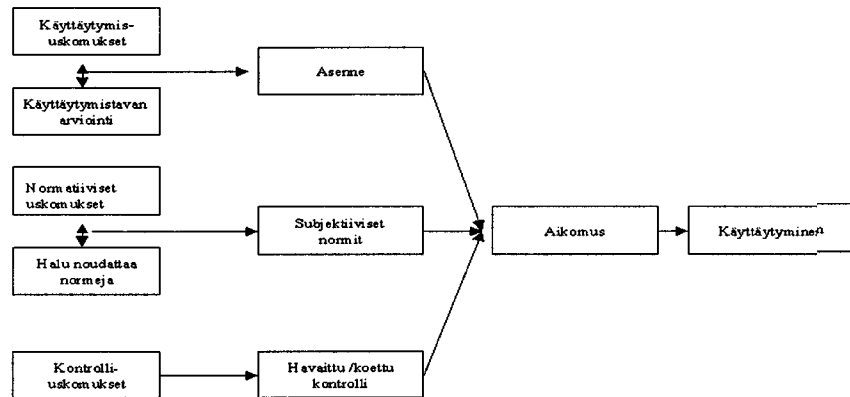 Käyttäytymis-
uskomukset
Asenne
Käyttäytymistavan
arviointi
Normatiiviset
uskomukset
Subjektiiviset
normit
Aikomus
Käyttäytyminen
Halu noudattaa
normeja
Kontrolli-
uskomukset
Havaittu /koettu
kontrolli